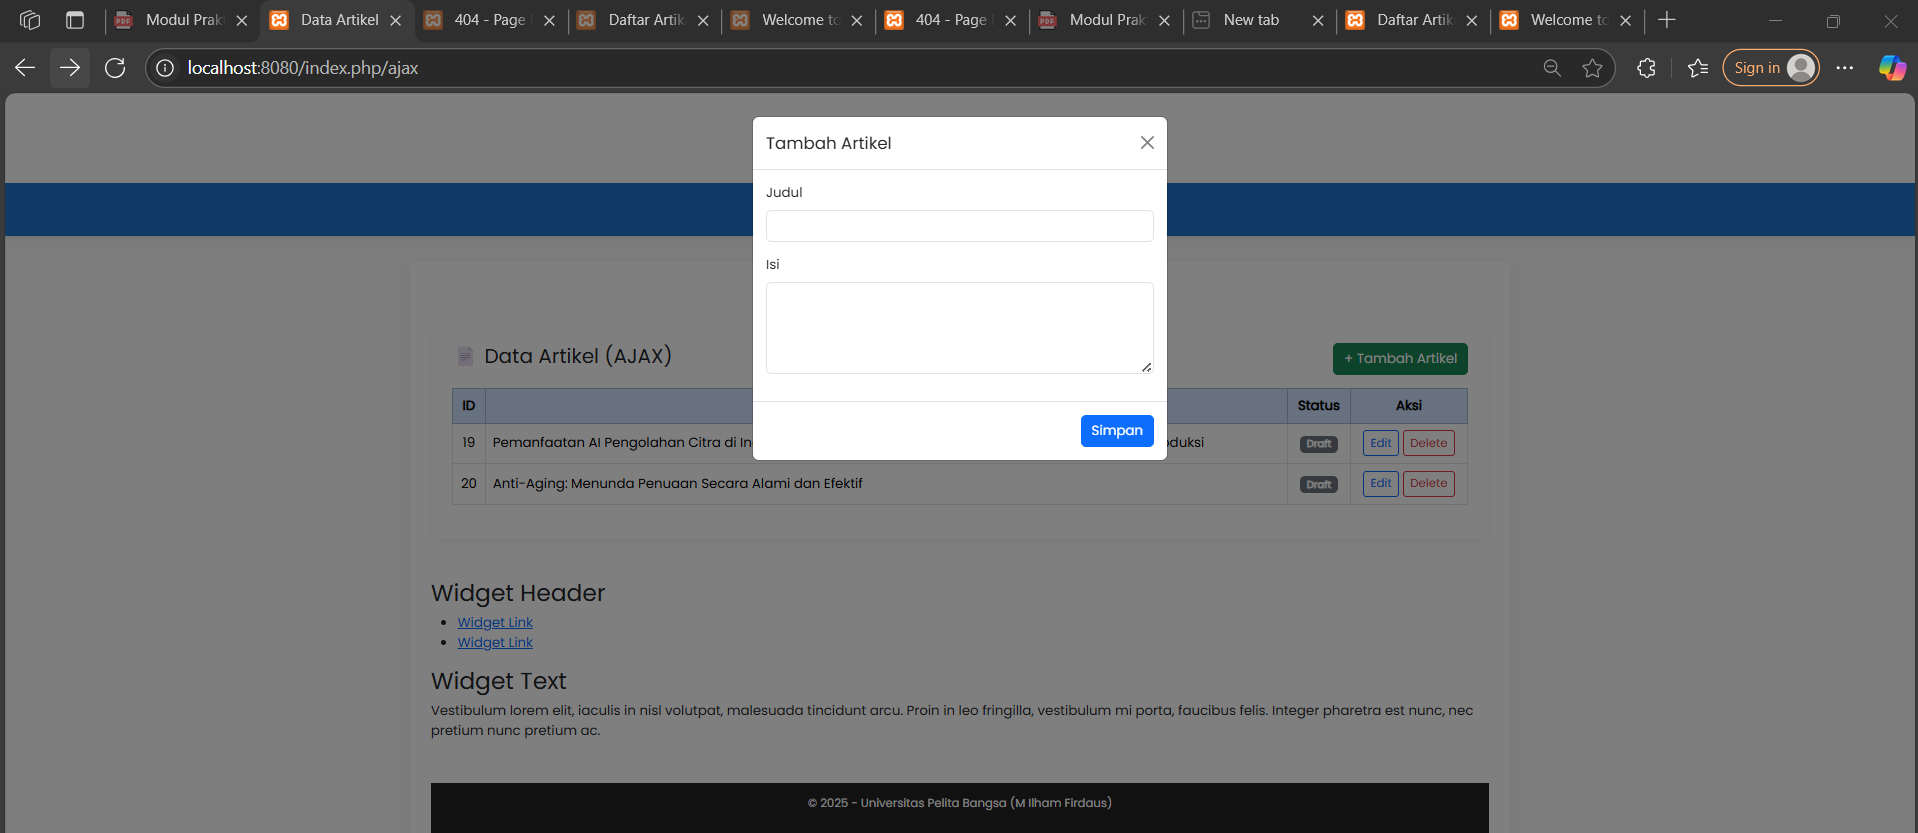 Modul Prak
Data Artikel
404 - Page
Daftar Artik
Welcome to
404 - Page
Modul Prak
New tab
Daftar Artik
Welcome to
localhost:8080/index.php/ajax
Sign in
Tambah Artikel
Judul
Isi
Simpan
Data Artikel (AJAX)
+ Tambah Artikel
ID
Status
Aksi
19
Pemanfaatan AI Pengolahan Citra di In
duksi
Draft
Edit
Delete
20
Anti-Aging: Menunda Penuaan Secara Alami dan Efektif
Draft
Edit
Delete
Widget Header
Widget Link
Widget Link
Widget Text
Vestibulum lorem elit, iaculis in nisl volutpat, malesuada tincidunt arcu. Proin in leo fringilla, vestibulum mi porta, faucibus felis. Integer pharetra est nunc, nec
pretium nunc pretium ac.
© 2025 - Universitas Pelita Bangsa (M Ilham Firdaus)